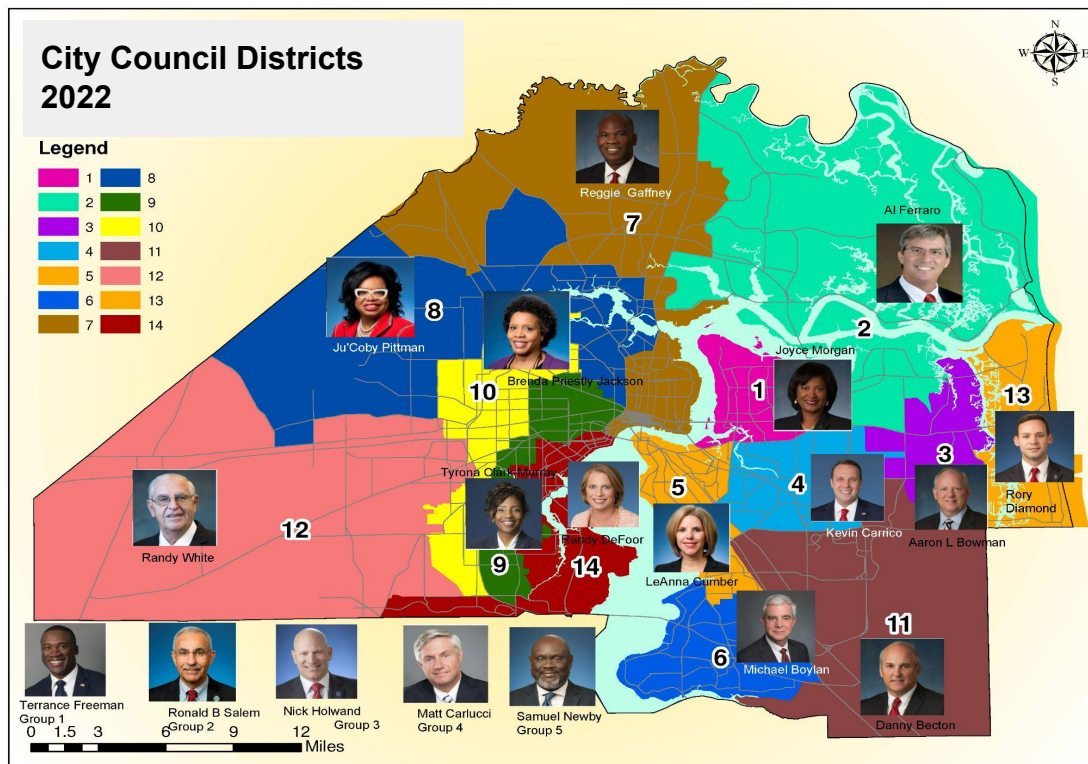 City Council Districts
2022
N
W E
S
Legend
1 8
2 9
3 10
4 11
5 12
6 13
7 14
Reggie Gaffney
7
Al Ferraro
2
Ju'Coby Pittman
8
Brenda Priestly Jackson
10
Joyce Morgan
1
13
Rory
Diamond
3
Aaron L Bowman
4
Kevin Carrico
5
LeAnna Cumber
Tyrona Clark-Murray
9
Randy DeFoor
14
Randy White
12
6
Michael Boylan
11
Danny Becton
Terrance Freeman
Group 1
Ronald B Salem
Group 2
Nick Holwand
Group 3
Matt Carlucci
Group 4
Samuel Newby
Group 5
0 1.5 3 6 9 12
Miles